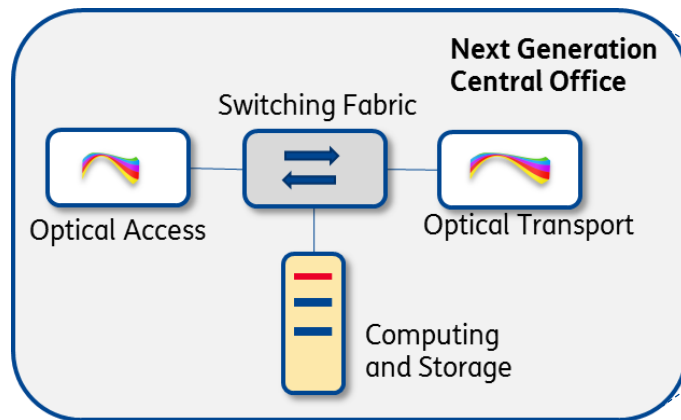 Next Generation
Central Office
Switching Fabric
Optical Access
Optical Transport
Computing
and Storage